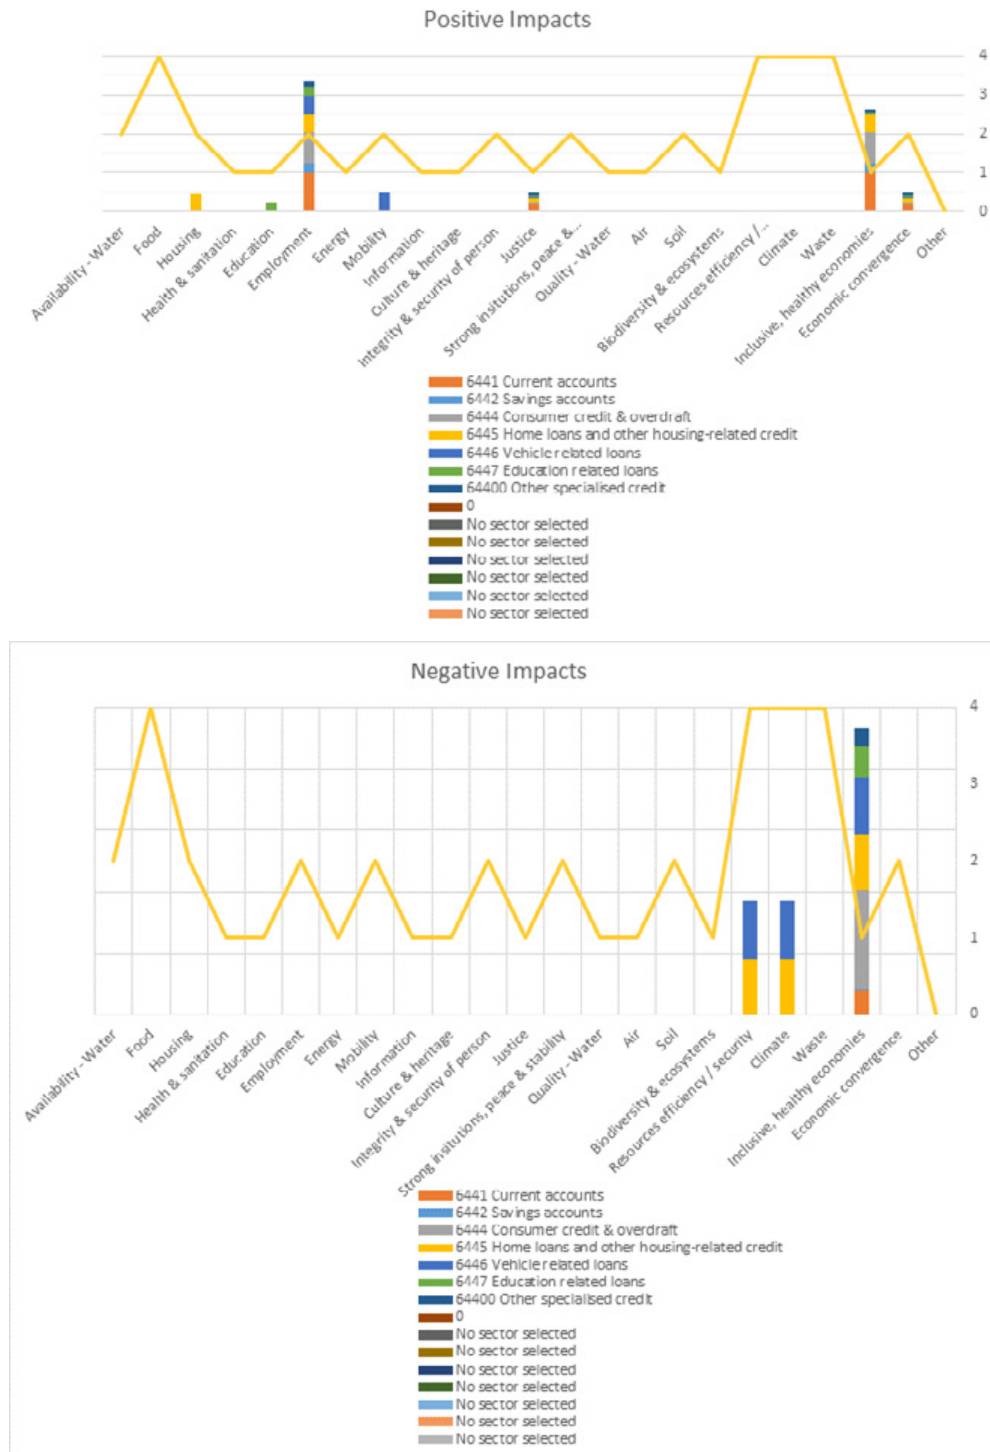 Positive Impacts
4
3
2
1
0
Availability - Water
Food
Housing
Health & sanitation
Education
Employment
Energy
Mobility
Information
Culture & heritage
Integrity & security of person
Justice
Strong insitutions, peace &...
Quality - Water
Air
Soil
Biodiversity & ecosystems
Resources efficiency /...
Climate
Waste
Inclusive, healthy economies
Economic convergence
Other
6441 Current accounts
6442 Savings accounts
6444 Consumer credit & overdraft
6445 Home loans and other housing-related credit
6446 Vehicle related loans
6447 Education related loans
64400 Other specialised credit
0
No sector selected
No sector selected
No sector selected
No sector selected
No sector selected
No sector selected
Negative Impacts
4
3
2
1
0
Availability - Water
Food
Housing
Health & sanitation
Education
Employment
Energy
Mobility
Information
Culture & heritage
Integrity & security of person
Justice
Strong insitutions, peace & stability
Quality - Water
Air
Soil
Biodiversity & ecosystems
Resources efficiency / security
Climate
Waste
Inclusive, healthy economies
Economic convergence
Other
6441 Current accounts
6442 Savings accounts
6444 Consumer credit & overdraft
6445 Home loans and other housing-related credit
6446 Vehicle related loans
6447 Education related loans
64400 Other specialised credit
0
No sector selected
No sector selected
No sector selected
No sector selected
No sector selected
No sector selected
No sector selected